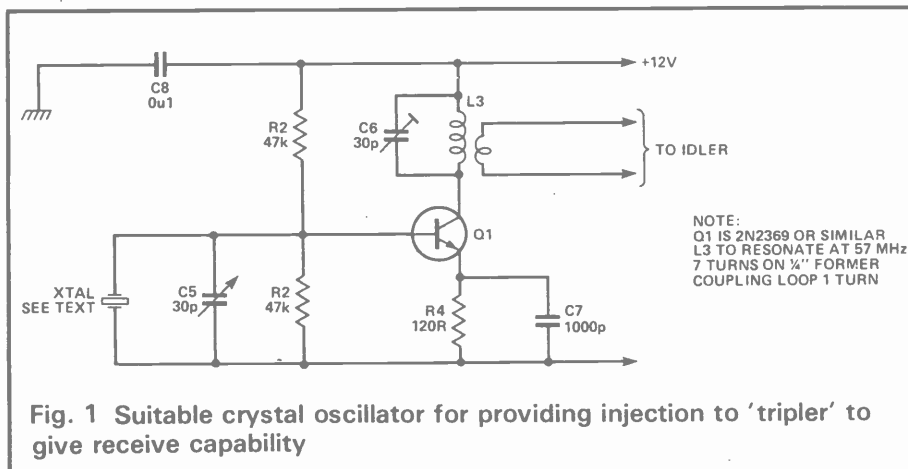 +12V
C8
0u1
R2
47k
C6
30p
L3
TO IDLER
Q1
NOTE:
Q1 IS 2N2369 OR SIMILAR
L3 TO RESONATE AT 57 MHz
7 TURNS ON ¼" FORMER
COUPLING LOOP 1 TURN
XTAL
SEE TEXT
C5
30p
R2
47k
R4
120R
C7
1000p
Fig. 1 Suitable crystal oscillator for providing injection to 'tripler' to
give receive capability